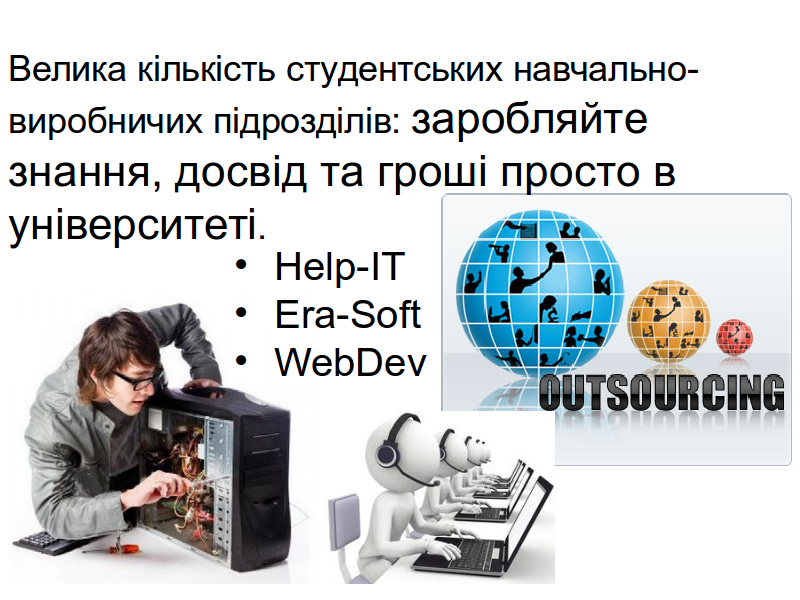 Велика кількість студентських навчально-
виробничих підрозділів: заробляйте
знання, досвід та гроші просто в
університеті.
• Help-IT
• Era-Soft
• WebDev
OUTSOURCING